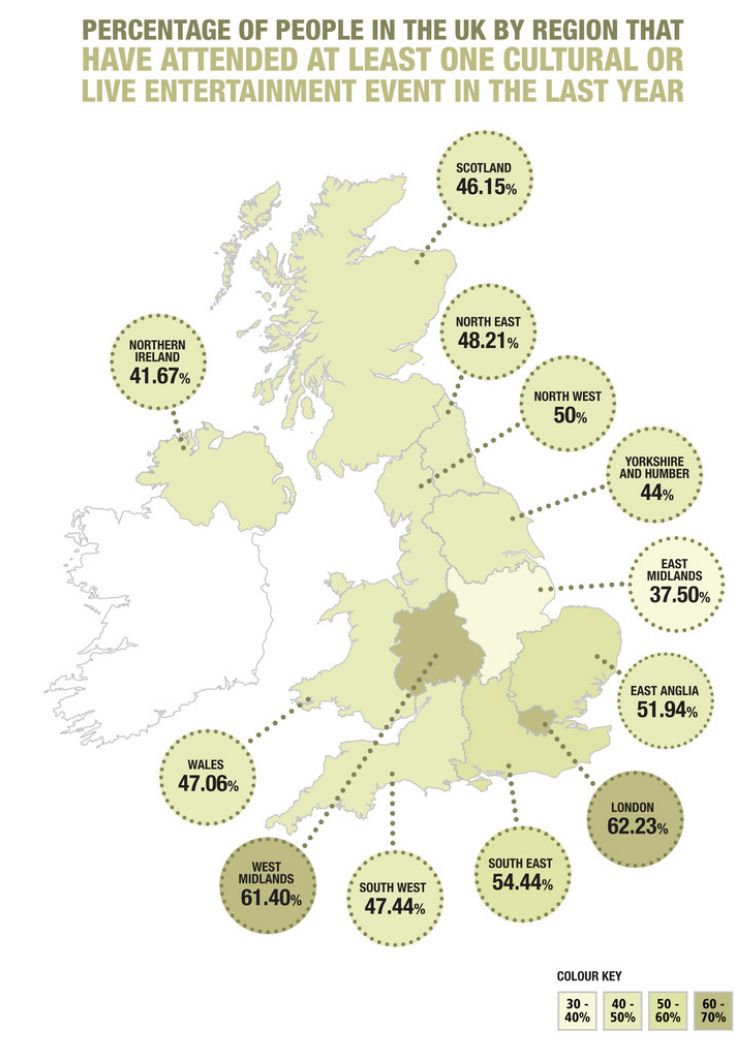 PERCENTAGE OF PEOPLE IN THE UK BY REGION THAT
HAVE ATTENDED AT LEAST ONE CULTURAL OR
LIVE ENTERTAINMENT EVENT IN THE LAST YEAR
SCOTLAND
46.15%
NORTH EAST
48.21%
NORTHERN
IRELAND
41.67%
NORTH WEST
50%
YORKSHIRE
AND HUMBER
44%
EAST
MIDLANDS
37.50%
EAST ANGLIA
51.94%
WALES
47.06%
LONDON
62.23%
WEST
MIDLANDS
61.40%
SOUTH WEST
47.44%
SOUTH EAST
54.44%
COLOUR KEY
30 -
40%
40 -
50%
50 -
60%
60 -
70%